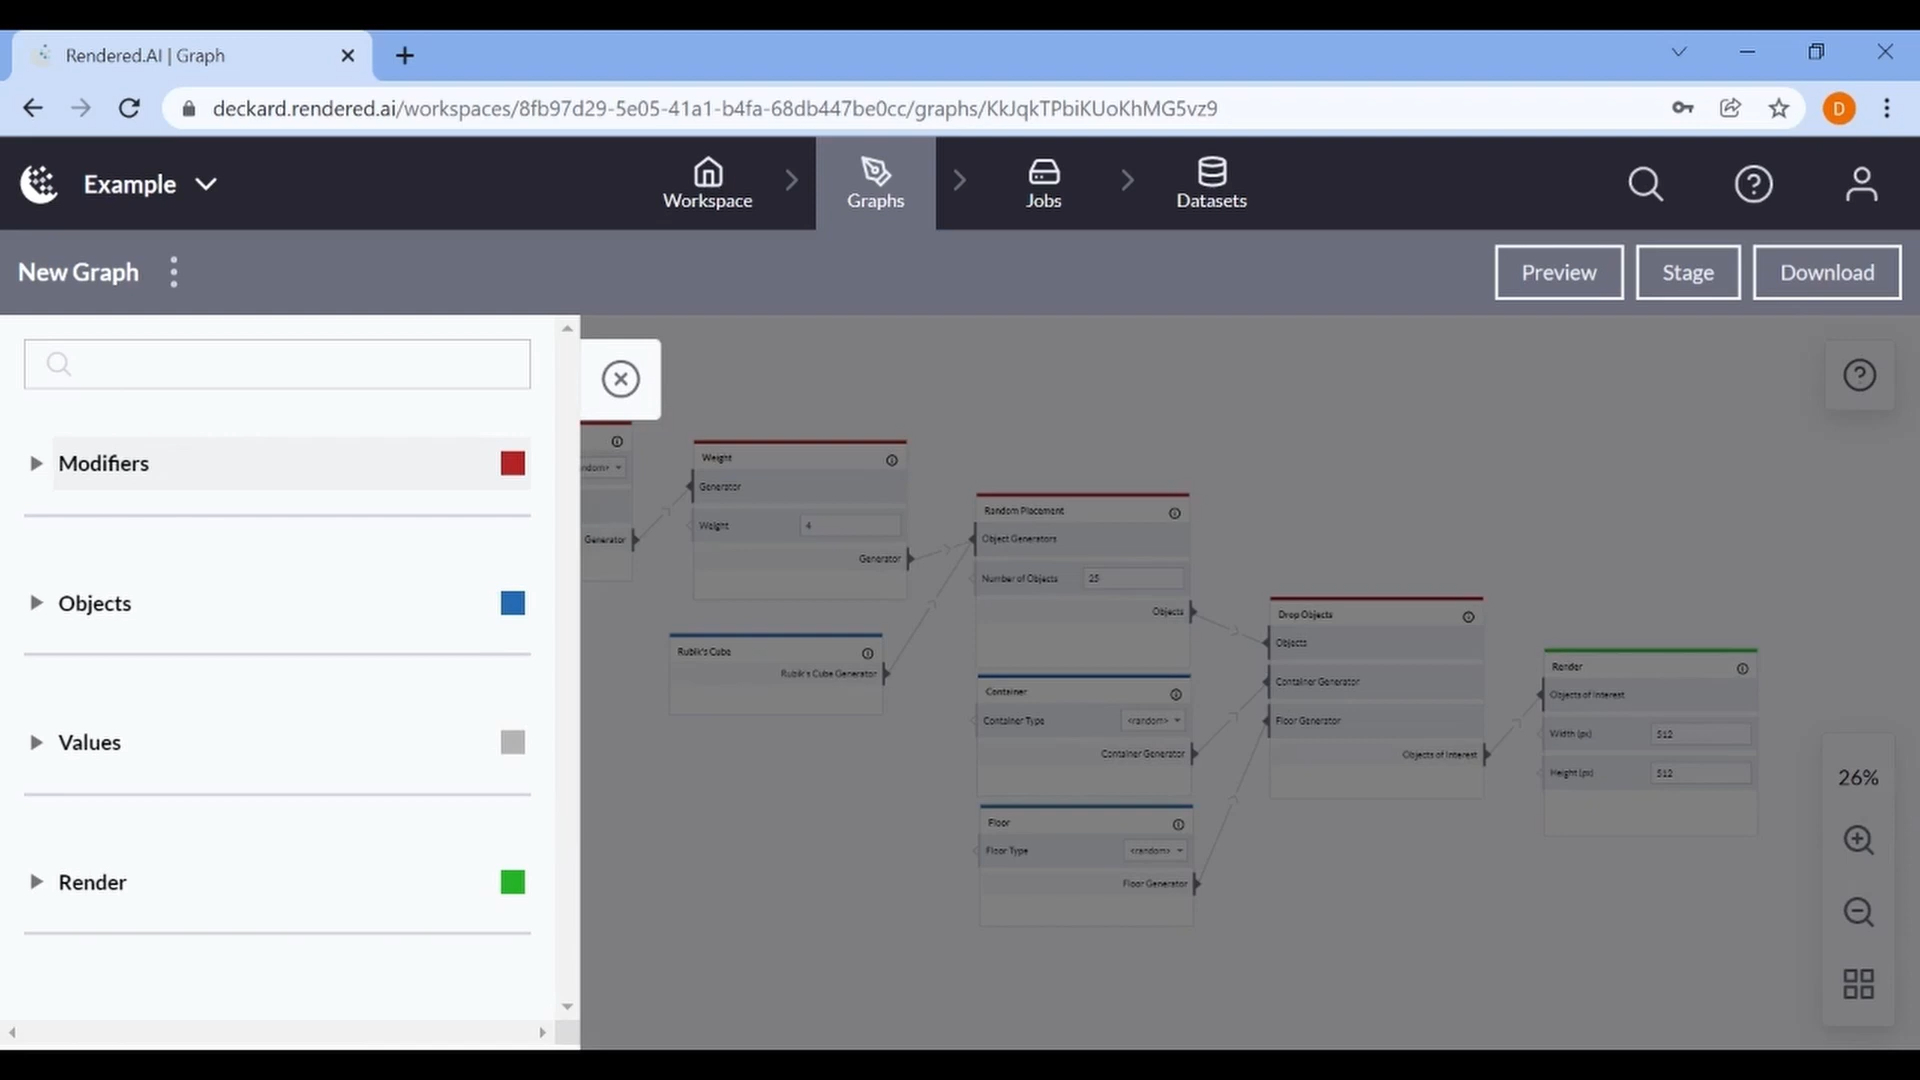 Rendered.AI | Graph
deckard.rendered.ai/workspaces/8fb97d29-5e05-41a1-b4fa-68db447be0cc/graphs/KkJqkTPbiKUoKhMG5vz9
D
Example
Workspace
Graphs
Jobs
Datasets
New Graph
Preview
Stage
Download
Modifiers
Objects
Values
Render
Generator
Weight
Generator
Weight
4
Generator
Rubik's Cube
Rubik's Cube Generator
Random Placement
Object Generators
Number of Objects
25
Objects
Container
Container Type
<random>
Container Generator
Floor
Floor Type
<random>
Floor Generator
Drop Objects
Objects
Container Generator
Floor Generator
Objects of Interest
Render
Objects of Interest
Width (px)
512
Height (px)
512
26%